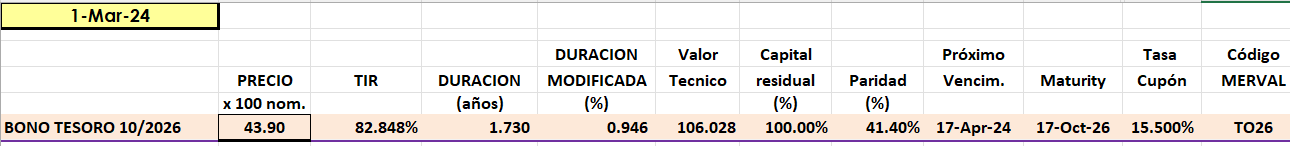 1-Mar-24
DURACION Valor Capital Próximo Tasa Código
PRECIO TIR DURACION MODIFICADA Tecnico residual Paridad Vencim. Maturity Cupón MERVAL
x 100 nom. (años) (%) (%) (%)
BONO TESORO 10/2026 43.90 82.848% 1.730 0.946 106.028 100.00% 41.40% 17-Apr-24 17-Oct-26 15.500% TO26